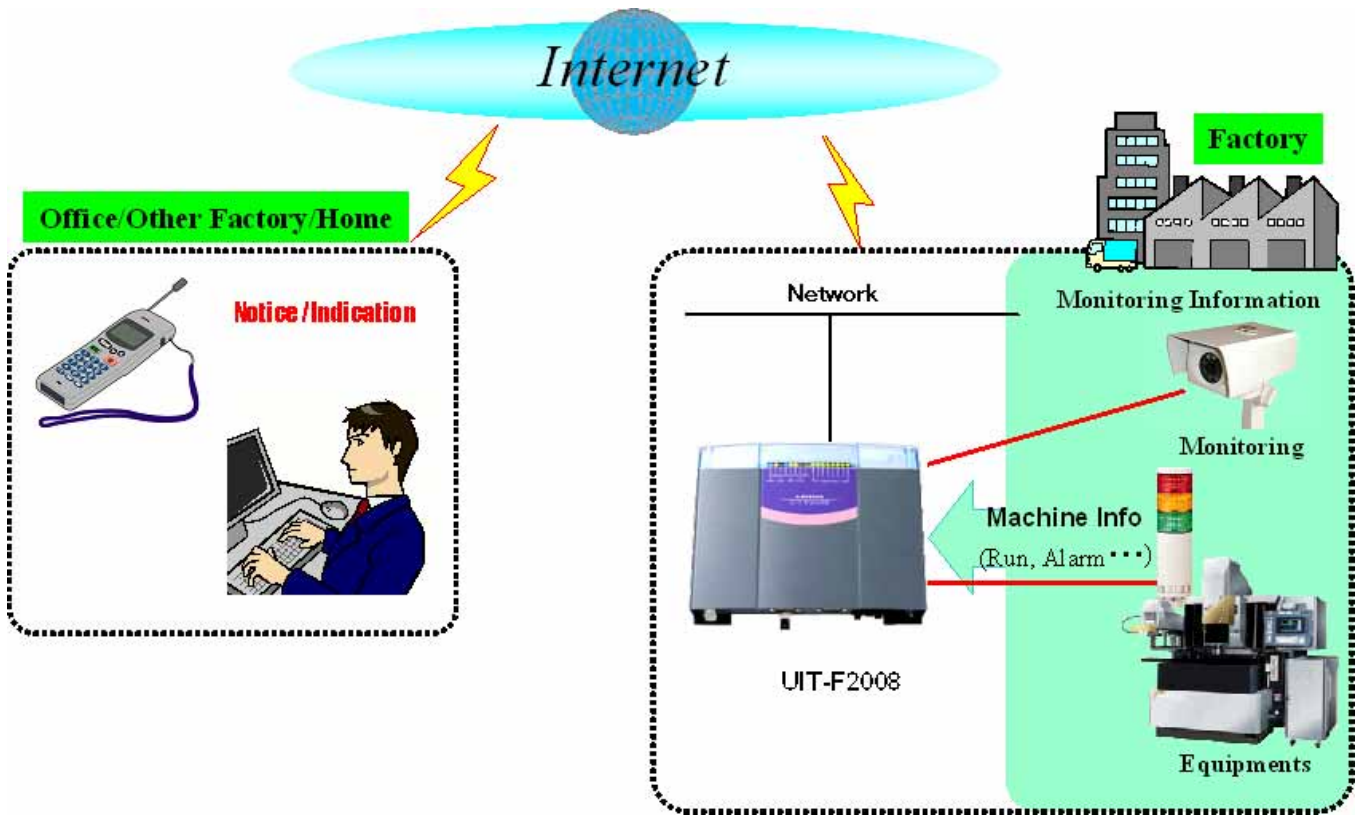 Internet
Factory
Office/Other Factory/Home
Notice/Indication
Network
Monitoring Information
Monitoring
Machine Info
(Run, Alarm･･･)
UIT-F2008
Equipments